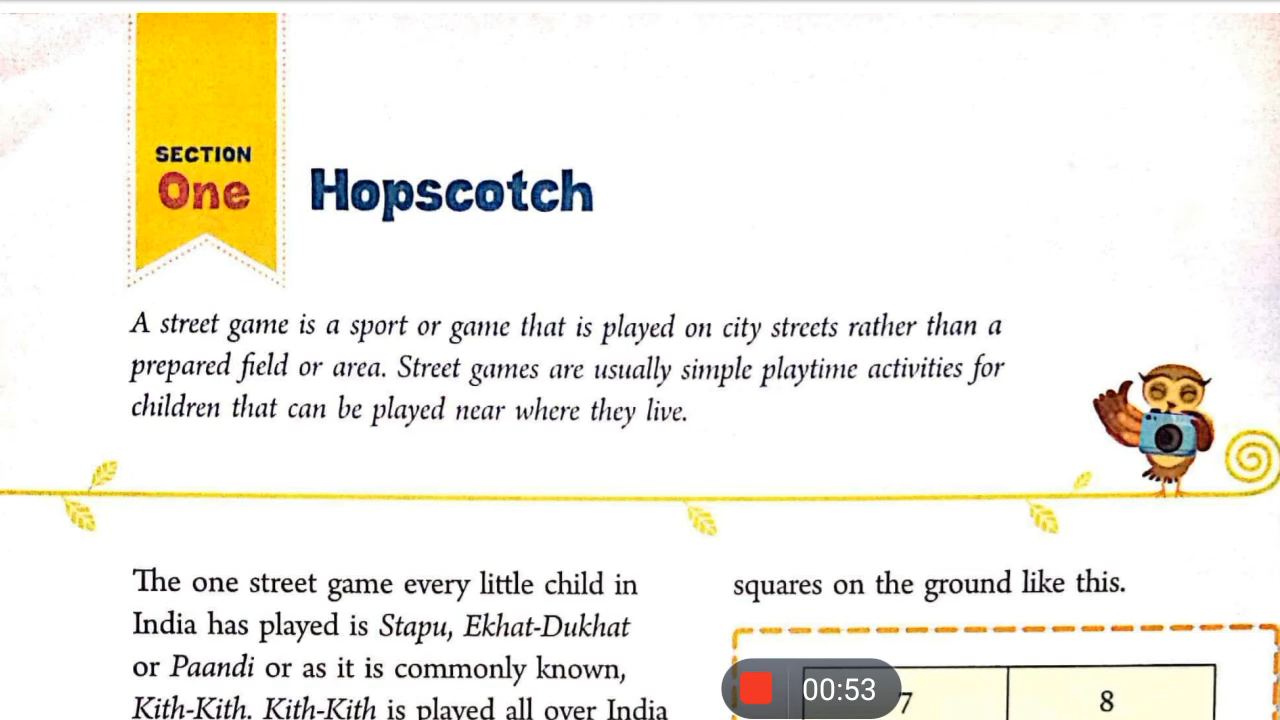 SECTION
One
Hopscotch
A street game is a sport or game that is played on city streets rather than a
prepared field or area. Street games are usually simple playtime activities for
children that can be played near where they live.
The one street game every little child in
India has played is Stapu, Ekhat-Dukhat
or Paandi or as it is commonly known,
Kith-Kith. Kith-Kith is played all over India
squares on the ground like this.
7
8
00:53